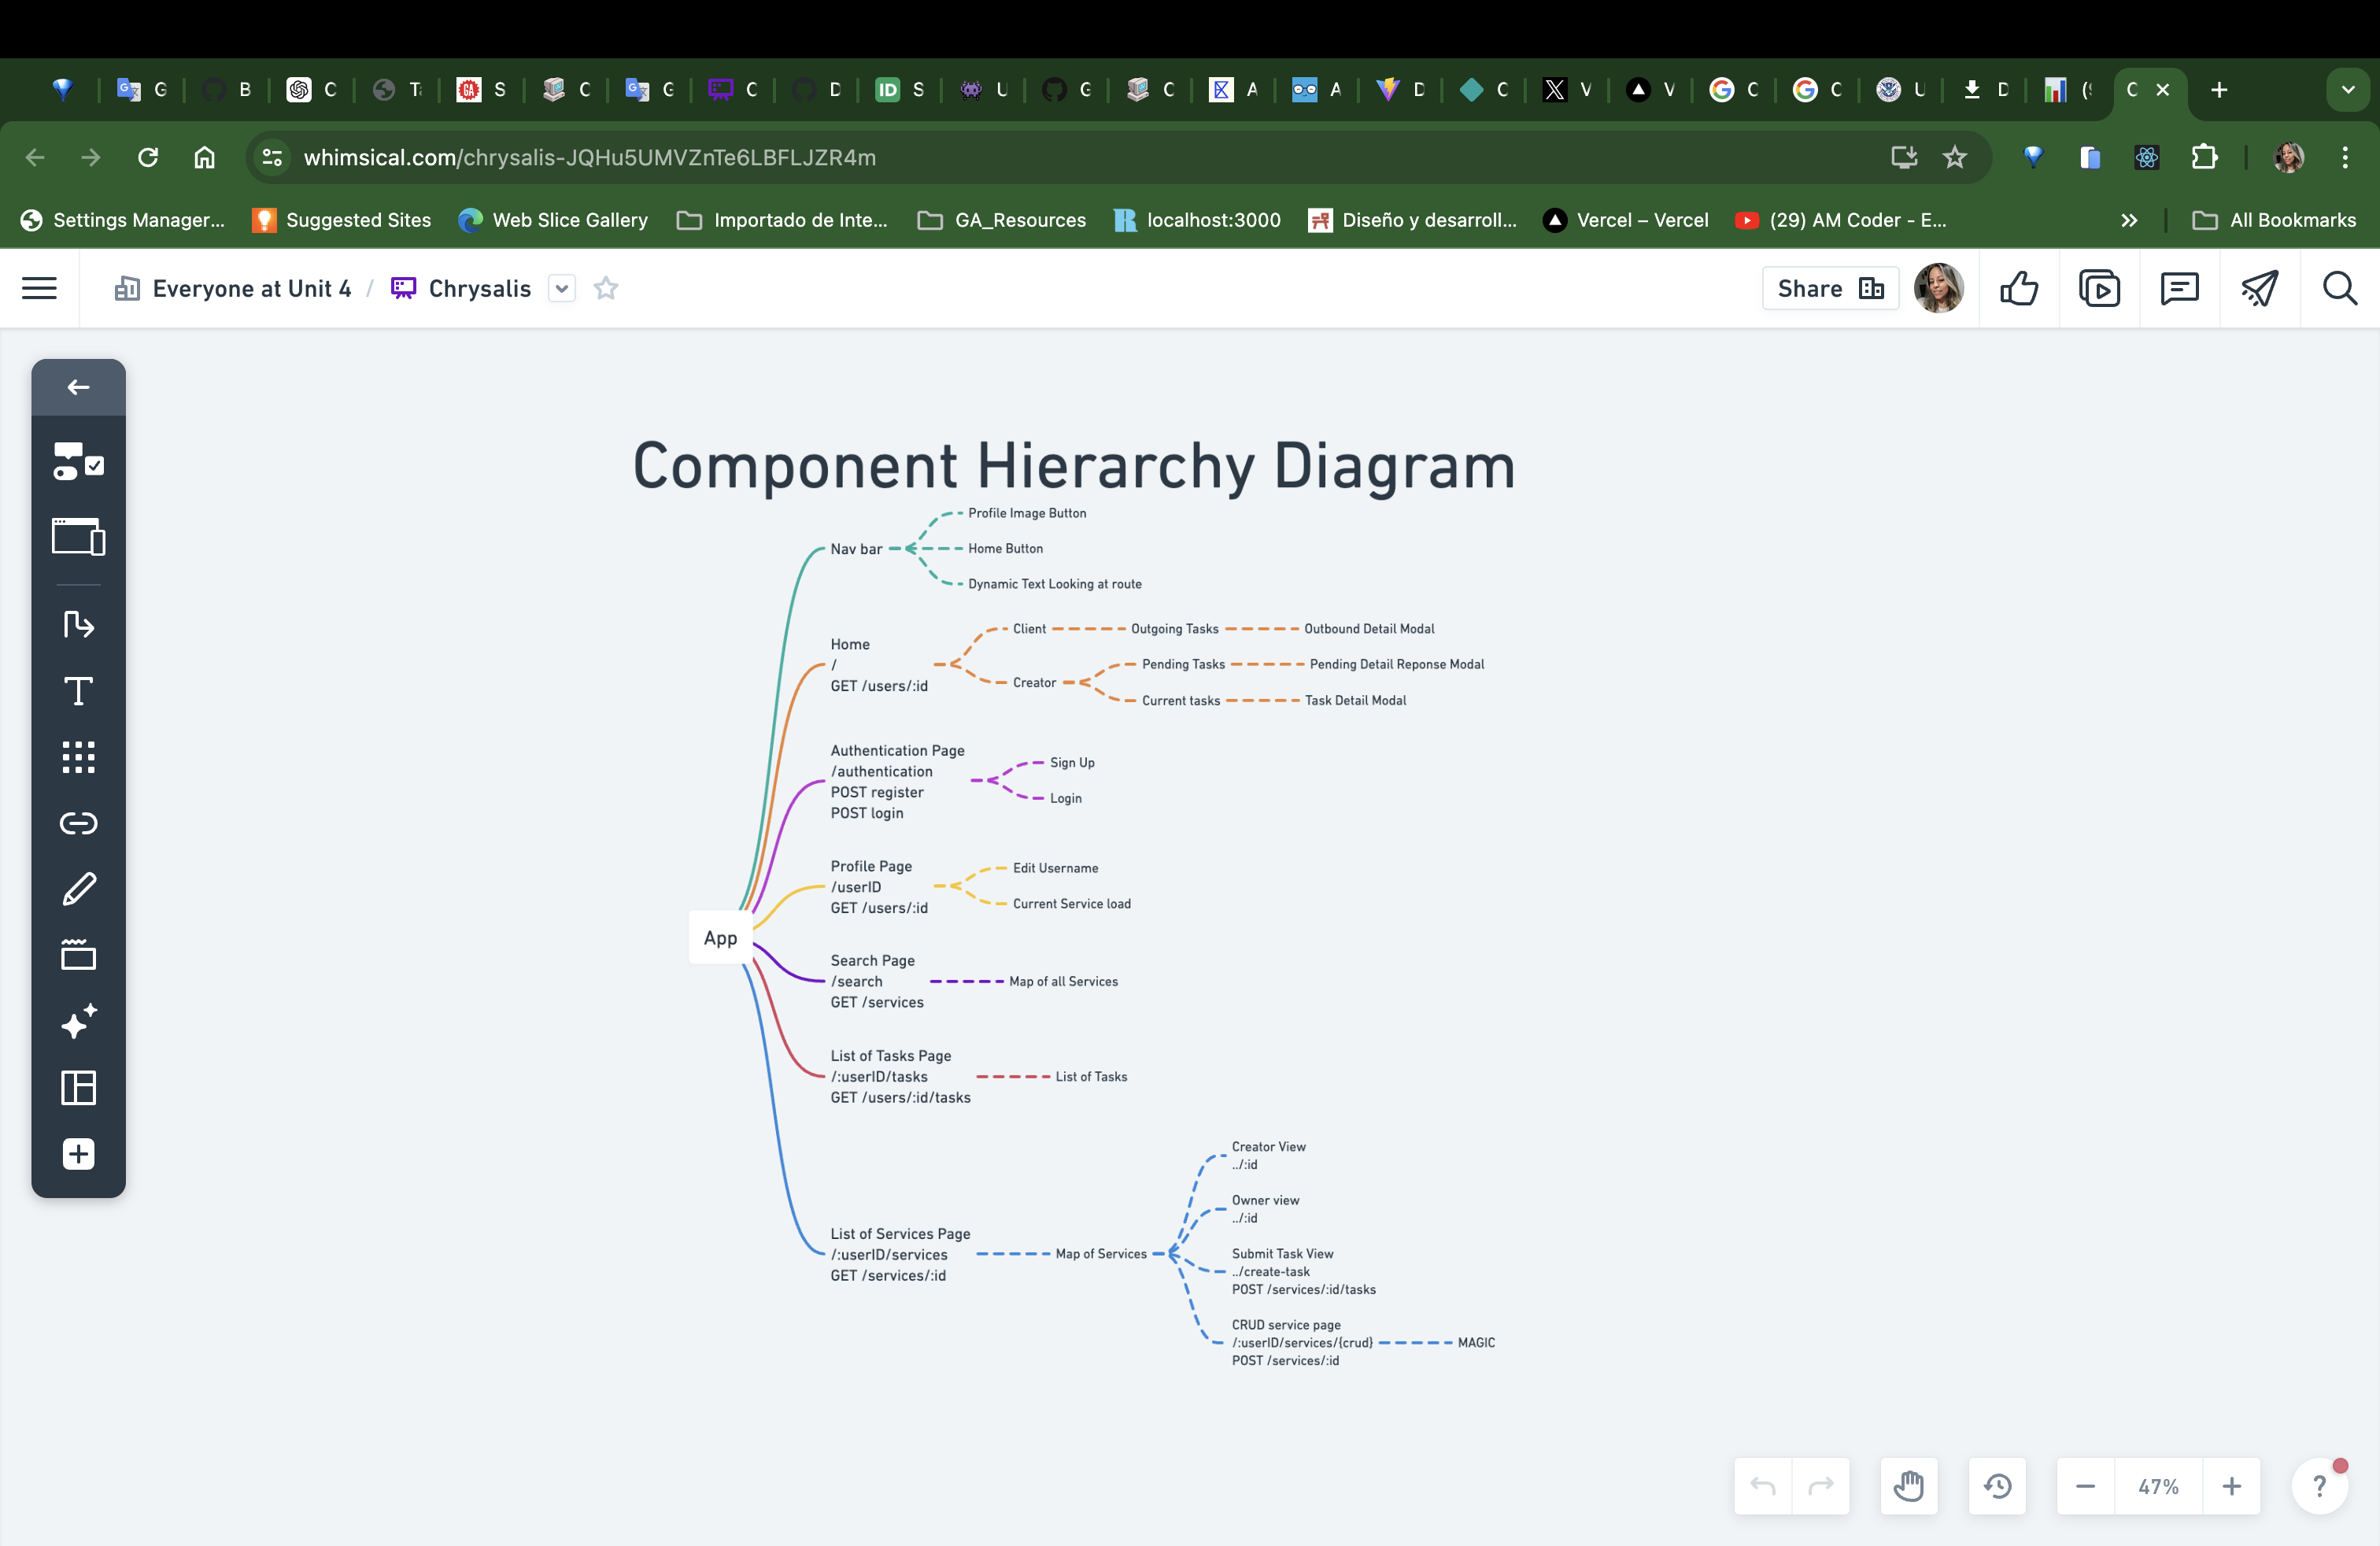 G
B
C
T
S
C
G
C
D
S
U
G
C
A
A
D
C
V
V
C
C
U
D
(
C
whimsical.com/chrysalis-JQHu5UMVZnTe6LBFLJZR4m
Settings Manager...
Suggested Sites
Web Slice Gallery
Importado de Inte...
GA_Resources
localhost:3000
Diseño y desarroll...
Vercel – Vercel
(29) AM Coder - E...
All Bookmarks
Everyone at Unit 4 / Chrysalis
Share
Component Hierarchy Diagram
App
Nav bar
Profile Image Button
Home Button
Dynamic Text Looking at route
Home
/
GET /users/:id
Client
Outgoing Tasks
Outbound Detail Modal
Creator
Pending Tasks
Pending Detail Reponse Modal
Current tasks
Task Detail Modal
Authentication Page
/authentication
POST register
POST login
Sign Up
Login
Profile Page
/userID
GET /users/:id
Edit Username
Current Service load
Search Page
/search
GET /services
Map of all Services
List of Tasks Page
/:userID/tasks
GET /users/:id/tasks
List of Tasks
List of Services Page
/:userID/services
GET /services/:id
Map of Services
Creator View
../:id
Owner view
../:id
Submit Task View
../create-task
POST /services/:id/tasks
CRUD service page
/:userID/services/{crud}
POST /services/:id
MAGIC
47%